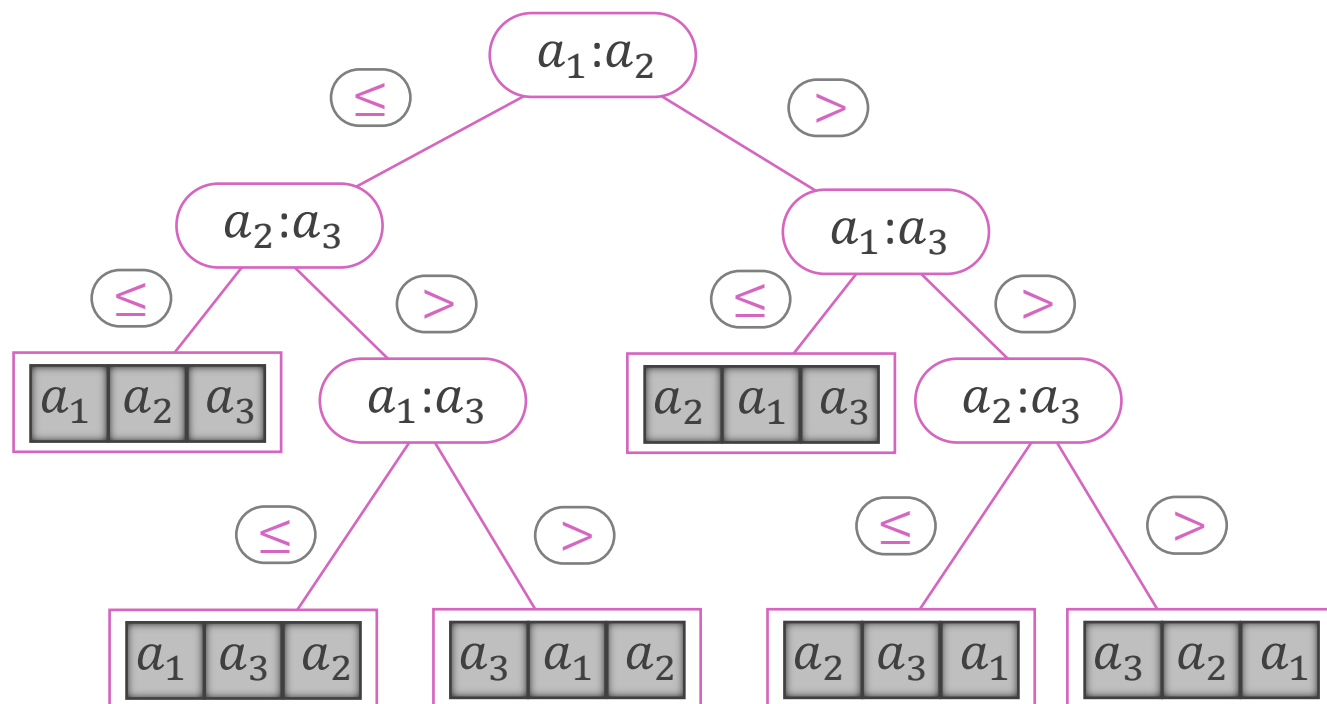 a₁:a₂
≤ >
a₂:a₃ a₁:a₃
≤ > ≤ >
a₁ a₂ a₃ a₁:a₃ a₂ a₁ a₃ a₂:a₃
≤ > ≤ >
a₁ a₃ a₂ a₃ a₁ a₂ a₂ a₃ a₁ a₃ a₂ a₁